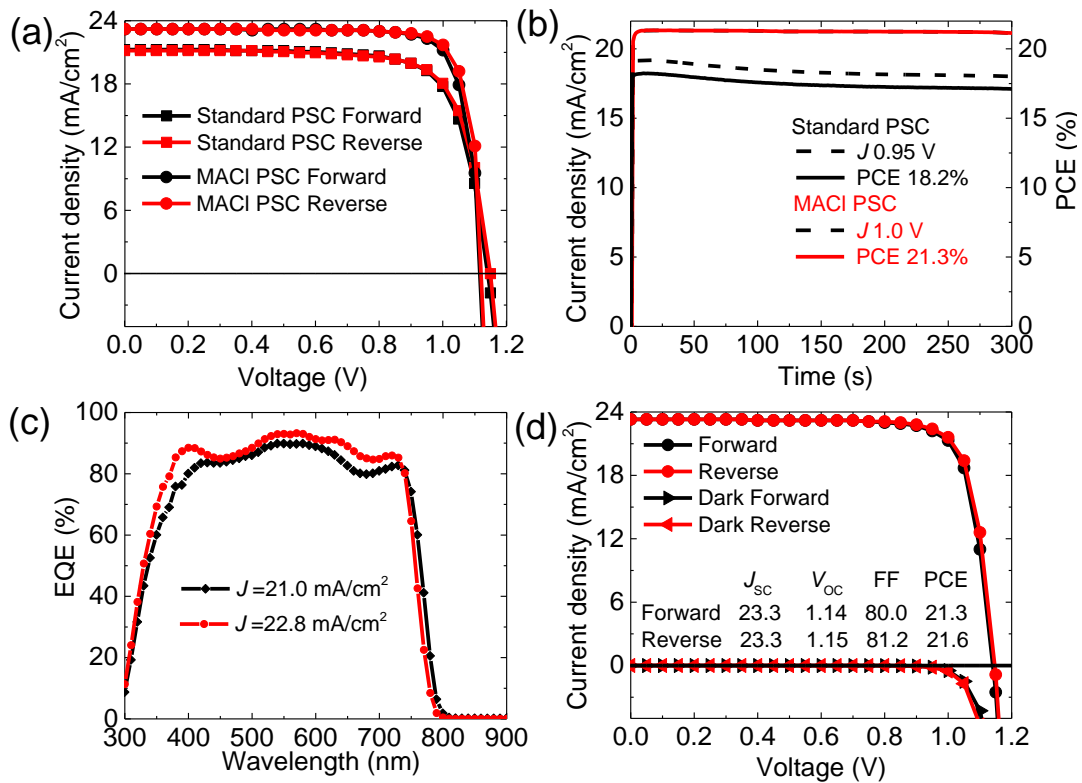 (a)
Current density (mA/cm²)
24
21
18
15
12
9
6
3
0
-3
Standard PSC Forward
Standard PSC Reverse
MACl PSC Forward
MACl PSC Reverse
0.0 0.2 0.4 0.6 0.8 1.0 1.2
Voltage (V)
(b)
Current density (mA/cm²)
20
15
10
5
0
Standard PSC
J 0.95 V
PCE 18.2%
MACl PSC
J 1.0 V
PCE 21.3%
20
15
10
5
0
PCE (%)
0 50 100 150 200 250 300
Time (s)
(c)
EQE (%)
100
80
60
40
20
0
J =21.0 mA/cm²
J =22.8 mA/cm²
300 400 500 600 700 800 900
Wavelength (nm)
(d)
Current density (mA/cm²)
24
18
12
6
0
Forward
Reverse
Dark Forward
Dark Reverse
JSC VOC FF PCE
Forward 23.3 1.14 80.0 21.3
Reverse 23.3 1.15 81.2 21.6
0.0 0.2 0.4 0.6 0.8 1.0 1.2
Voltage (V)